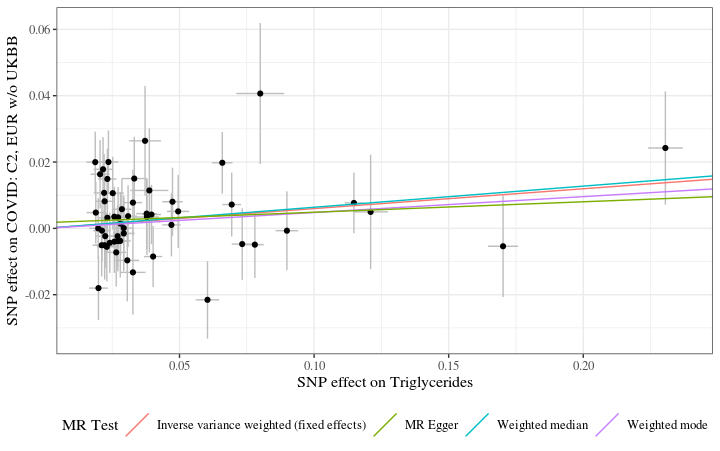 0.06
0.04
0.02
0.00
-0.02
SNP effect on COVID: C2, EUR w/o UKBB
0.05 0.10 0.15 0.20
SNP effect on Triglycerides
MR Test Inverse variance weighted (fixed effects) MR Egger Weighted median Weighted mode